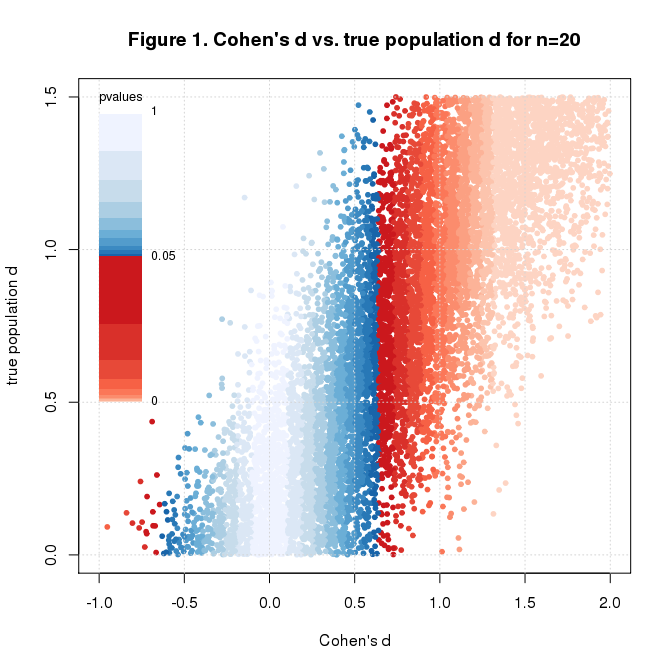 Figure 1. Cohen's d vs. true population d for n=20
pvalues
1
0.05
0
true population d
1.5
1.0
0.5
0.0
-1.0 -0.5 0.0 0.5 1.0 1.5 2.0
Cohen's d